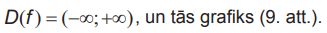 D(f) = (−∞; +∞), un tās grafiks (9. att.).